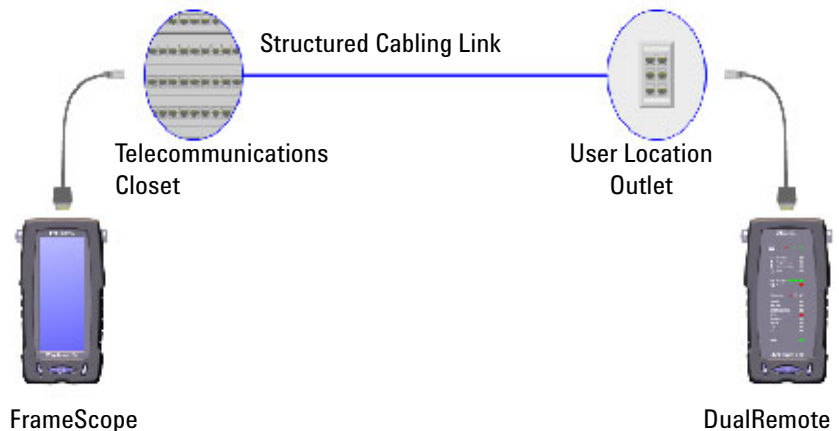 Structured Cabling Link
Telecommunications
Closet
User Location
Outlet
FrameScope
DualRemote